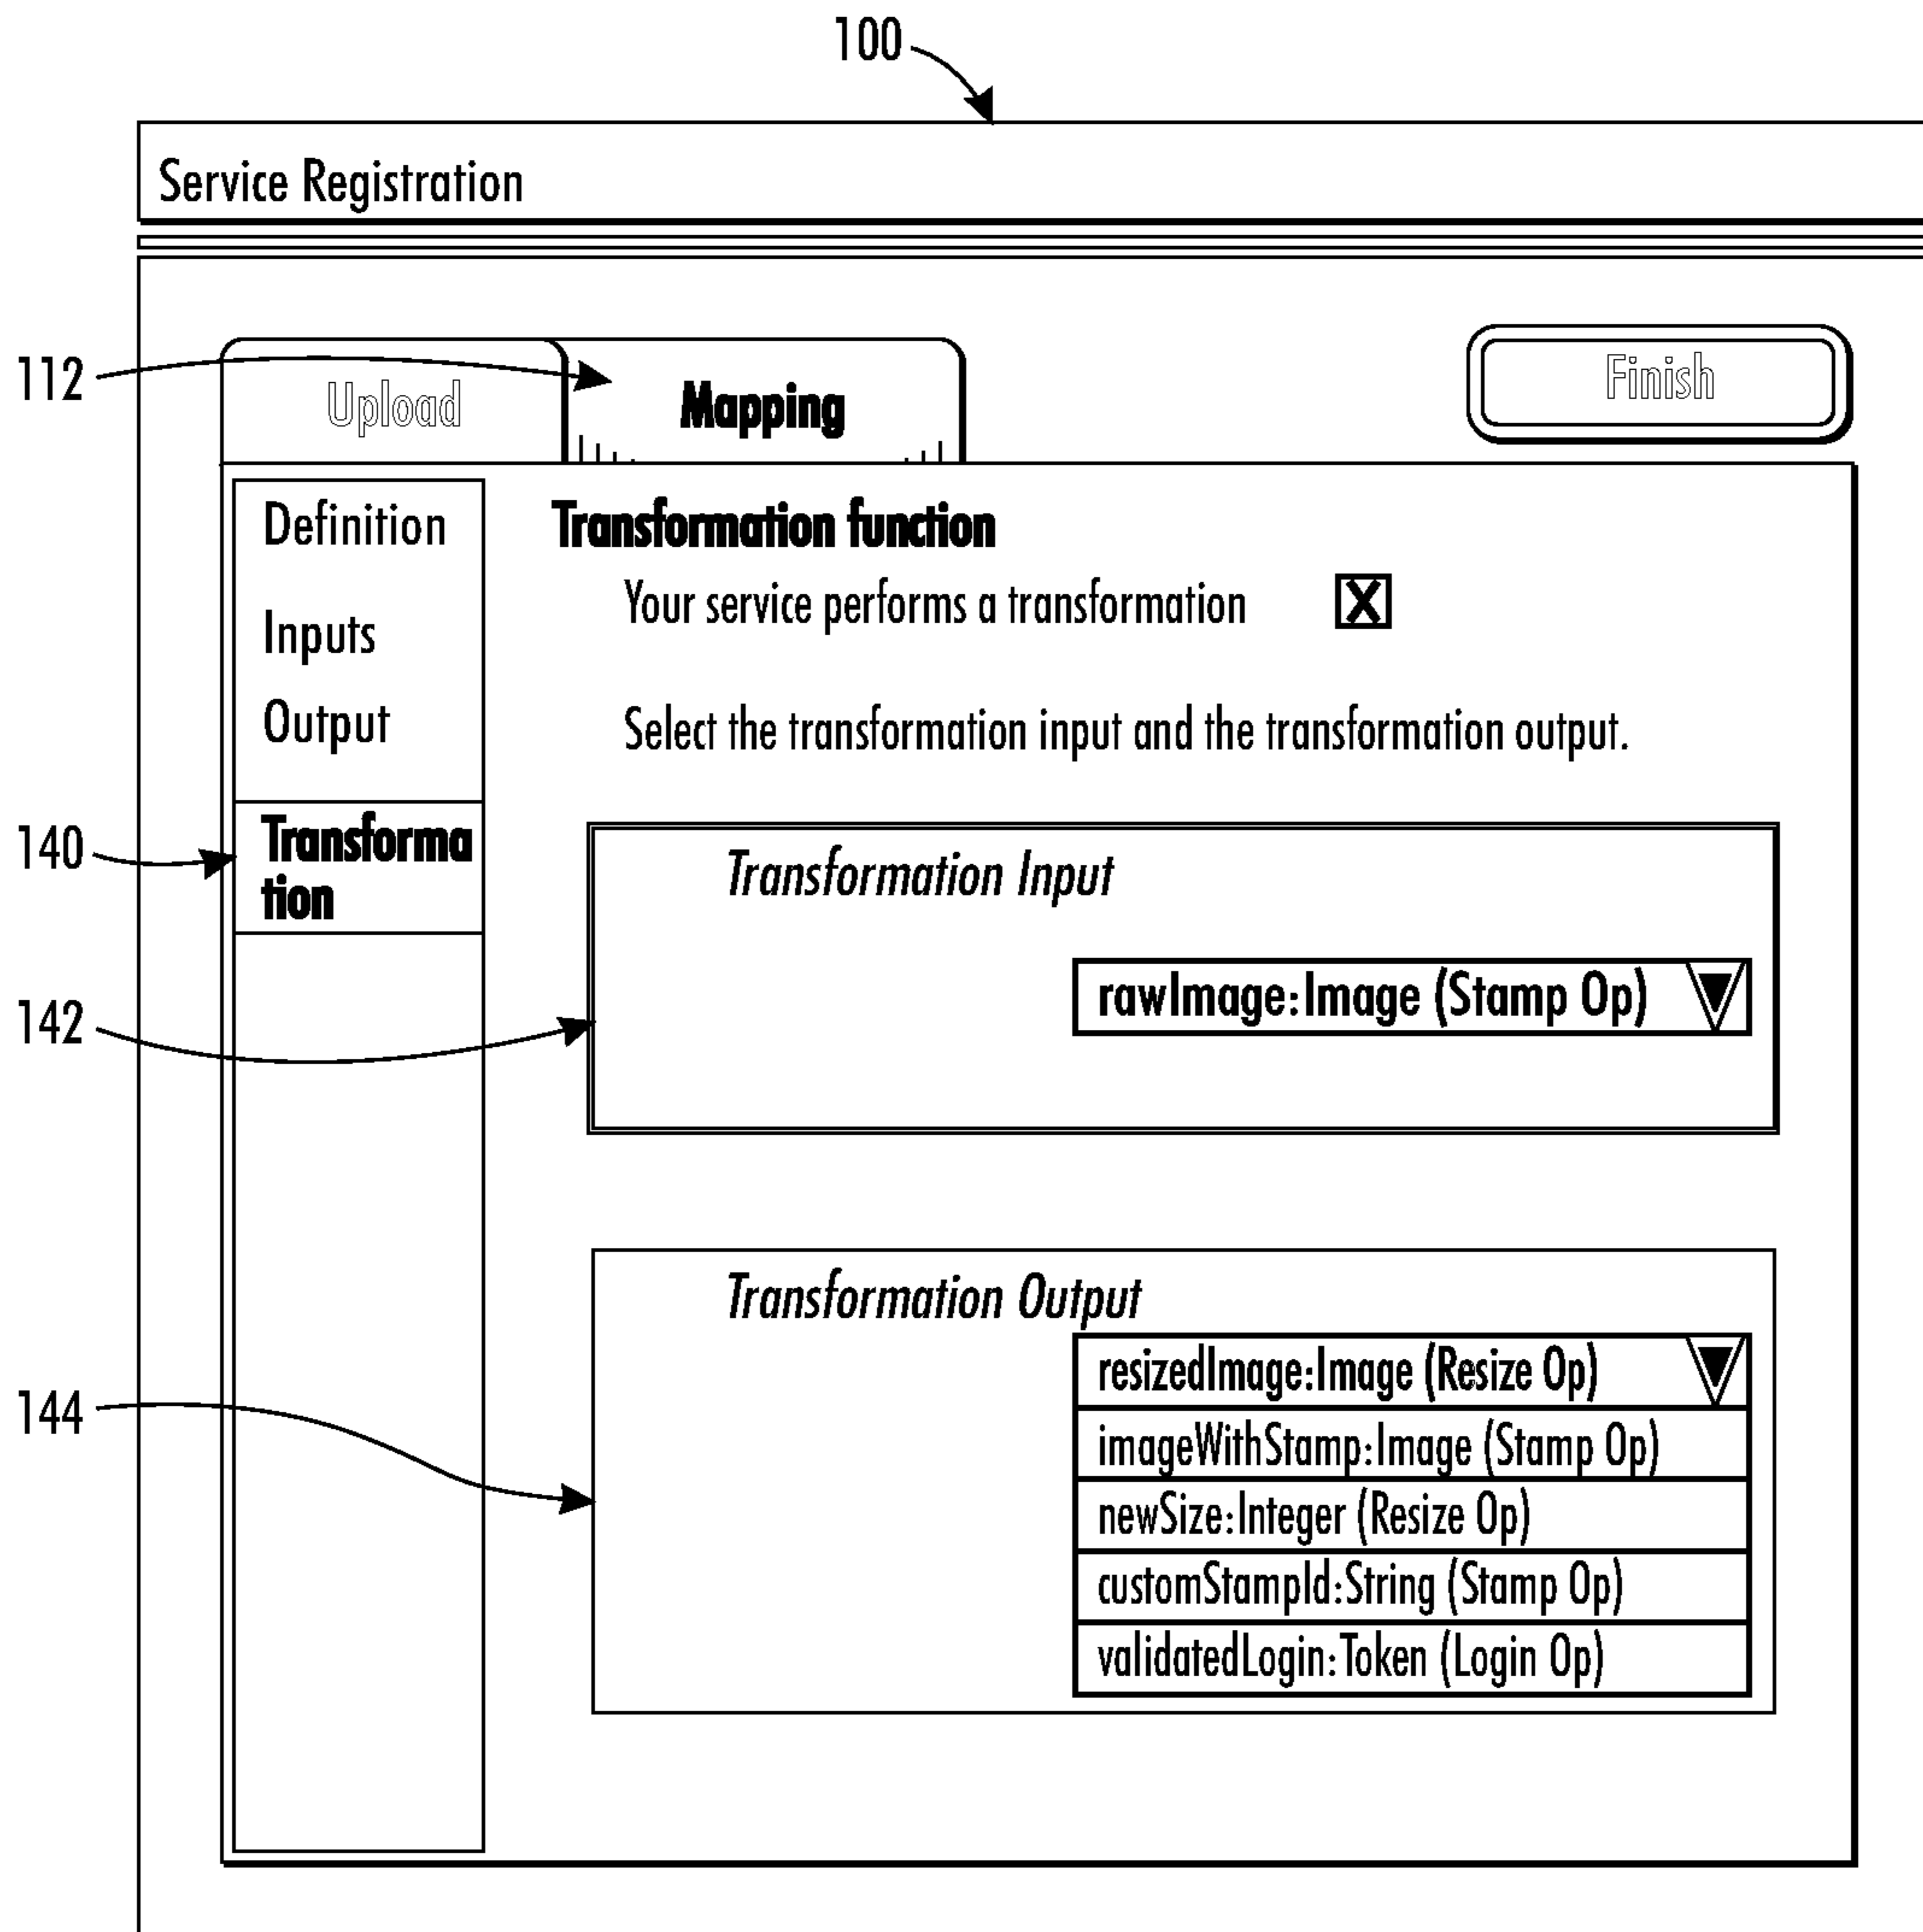 100
Service Registration
112
Upload
Mapping
Finish
Definition
Inputs
Output
140
Transforma
tion
Transformation function
Your service performs a transformation
X
Select the transformation input and the transformation output.
142
Transformation Input
rawImage:Image (Stamp Op)
144
Transformation Output
resizedImage:Image (Resize Op)
imageWithStamp:Image (Stamp Op)
newSize:Integer (Resize Op)
customStampId:String (Stamp Op)
validatedLogin:Token (Login Op)